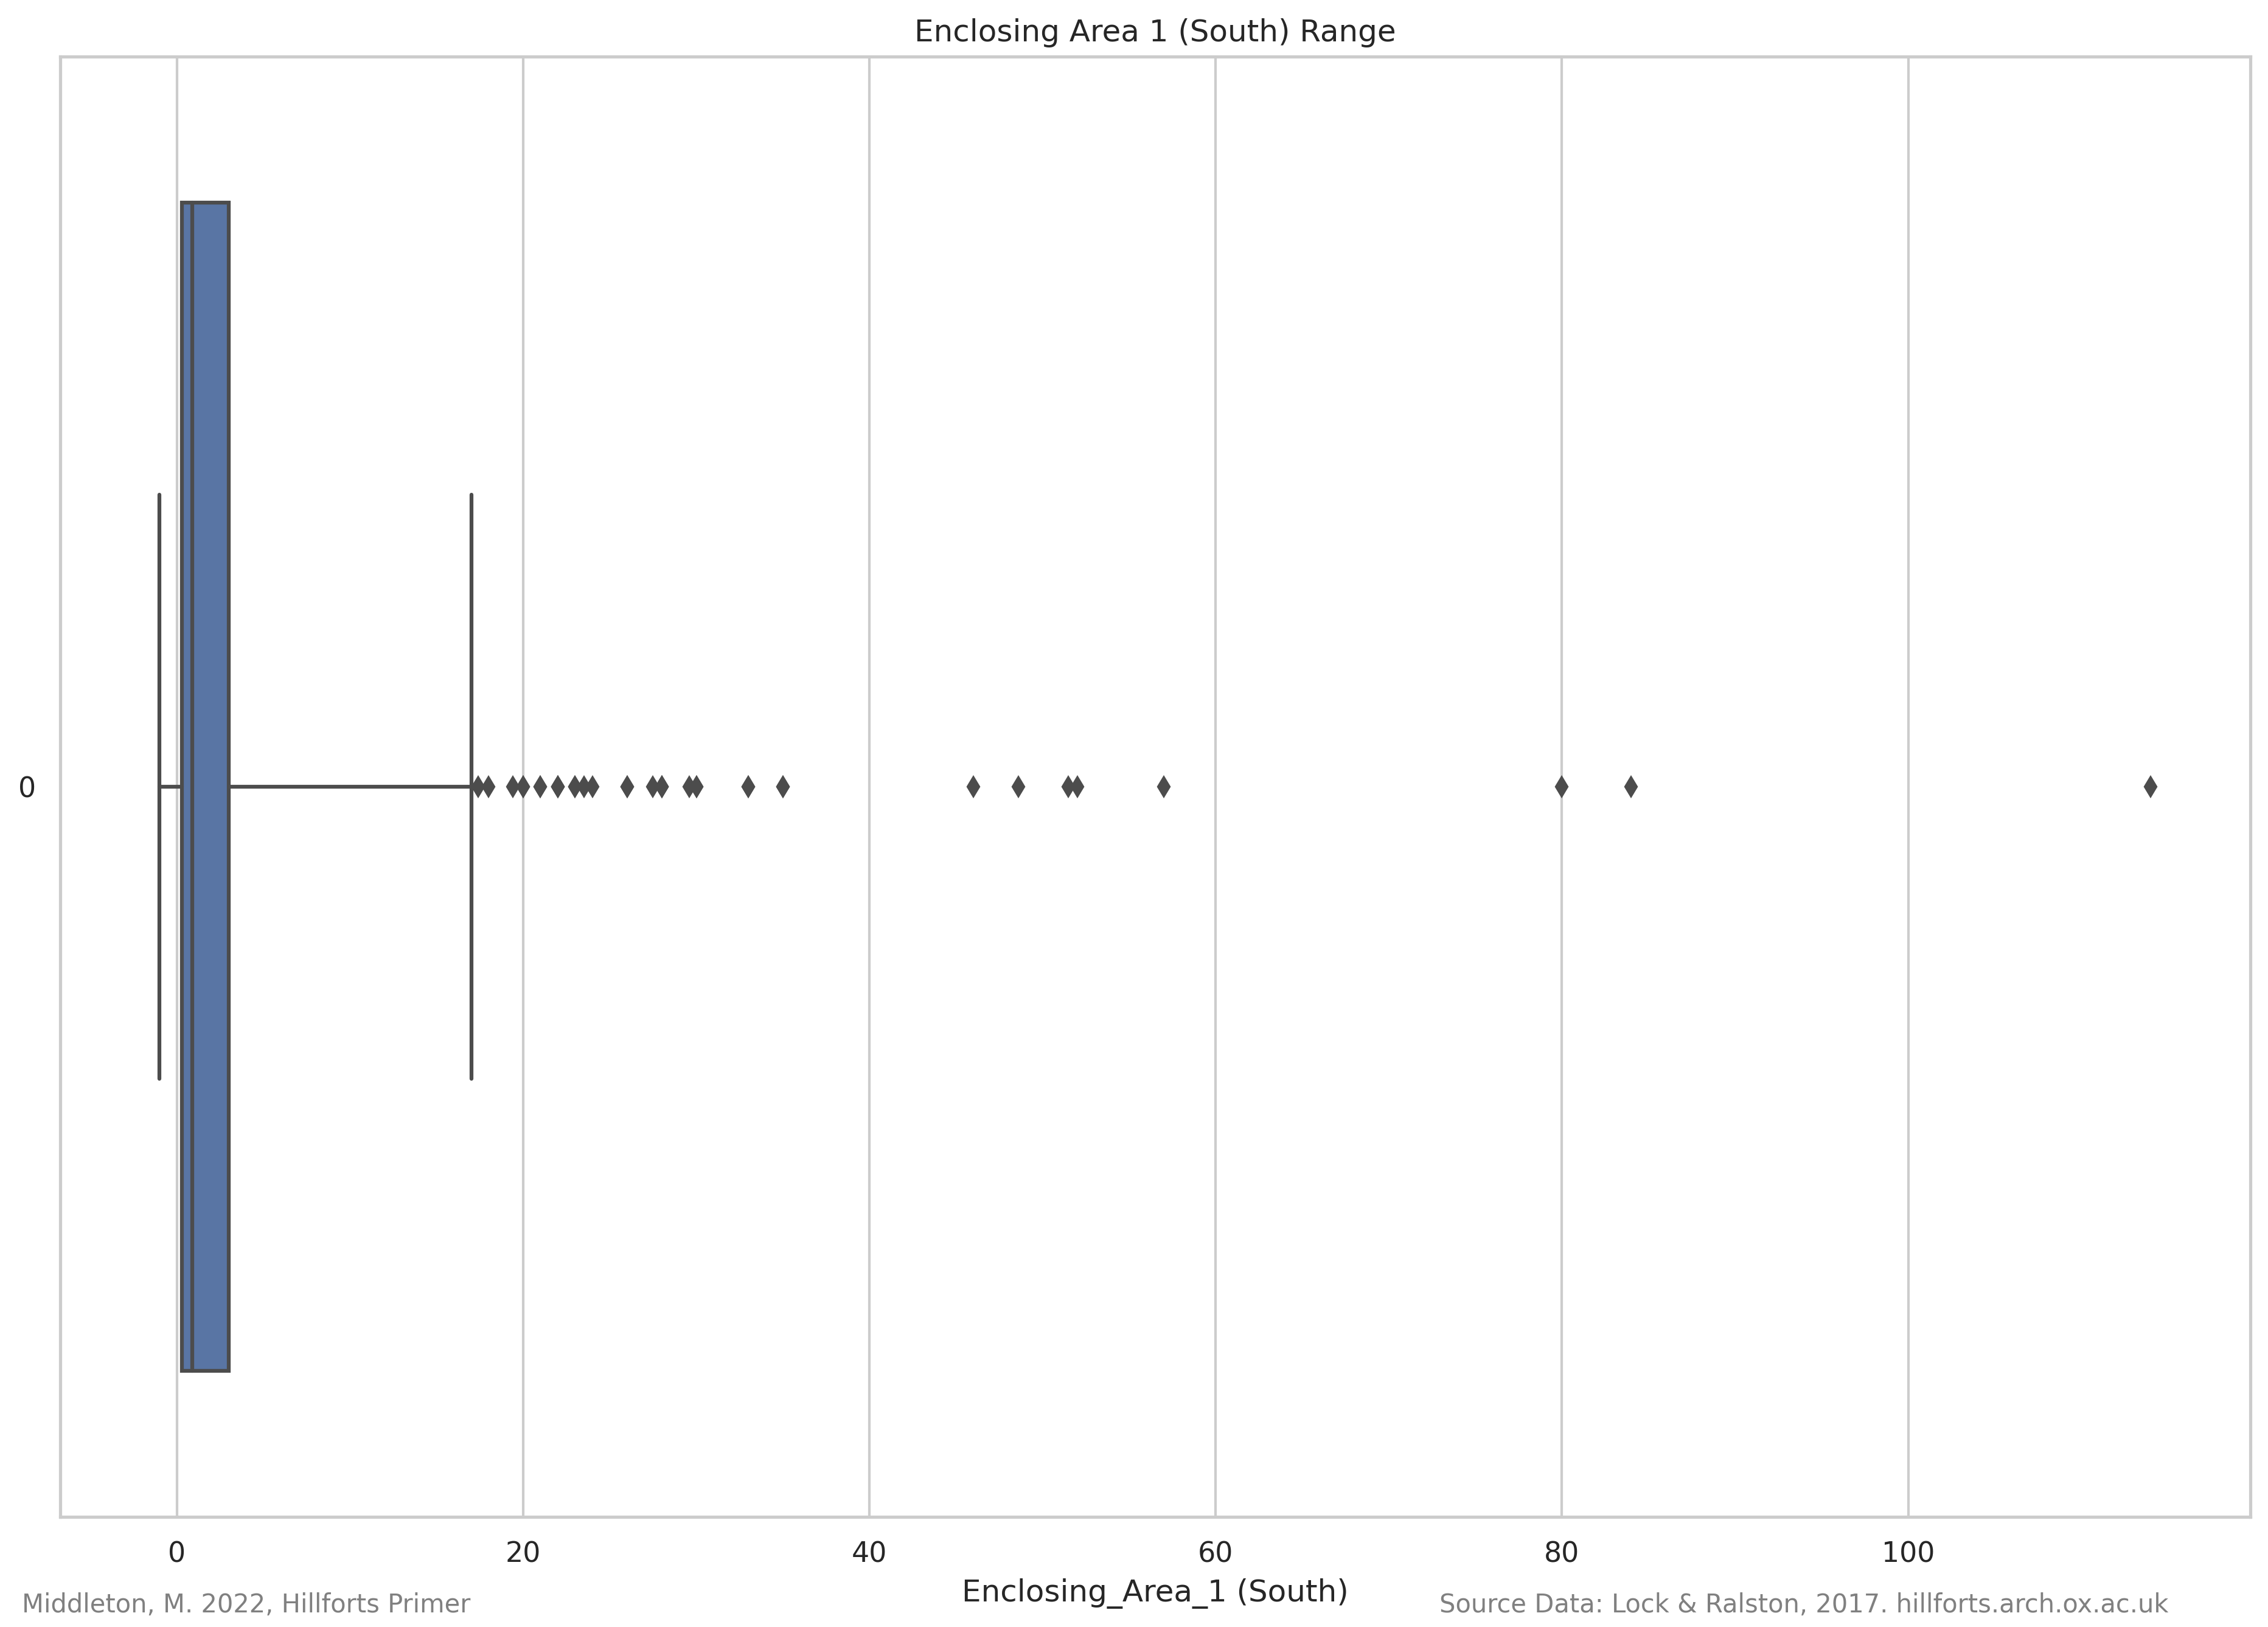 Enclosing Area 1 (South) Range
0
0 20 40 60 80 100
Enclosing_Area_1 (South)
Middleton, M. 2022, Hillforts Primer
Source Data: Lock & Ralston, 2017. hillforts.arch.ox.ac.uk